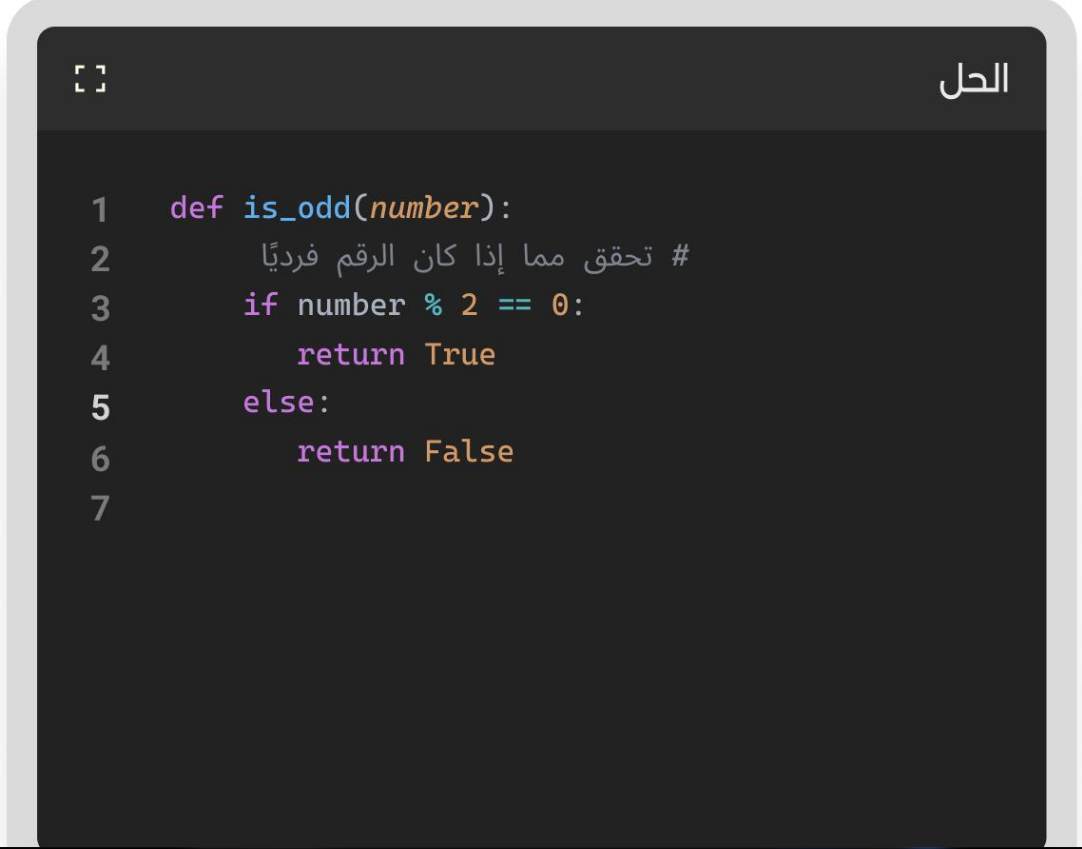 الحل
1 def is_odd(number):
2 # تحقق مما إذا كان الرقم فرديًا
3 if number % 2 == 0:
4 return True
5 else:
6 return False
7